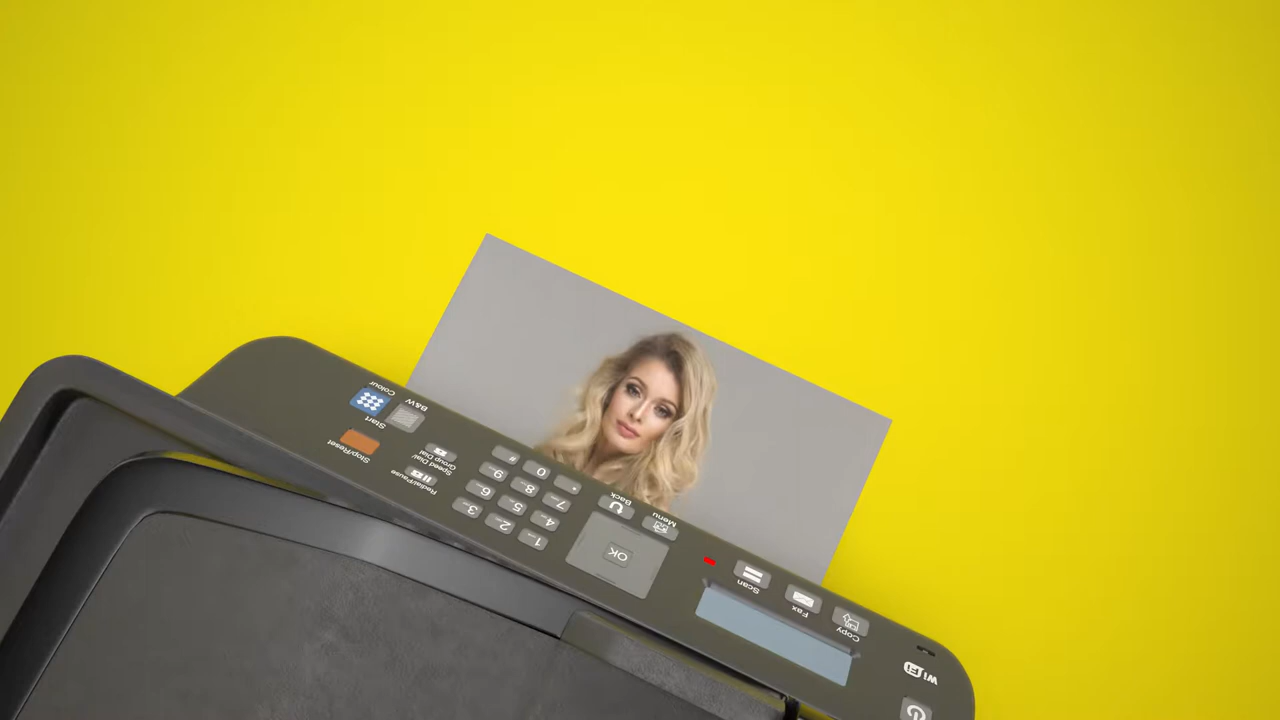 Colour
Start
B&W
Stop/Reset
Speed Dial/
Group Dial
Redial/Pause
#
0
*
9
8
7
6
5
4
3
2
1
Back
Menu
OK
Scan
Fax
Copy
WiFi